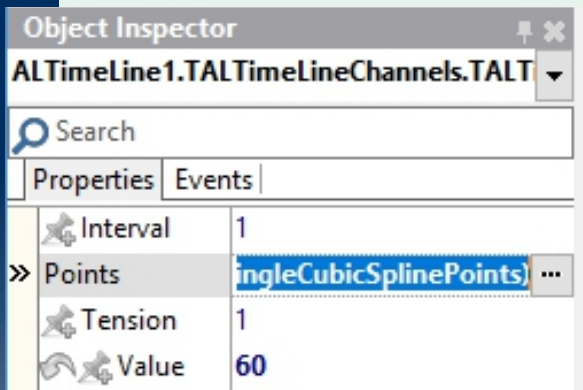 Object Inspector
ALTimeLine1.TALTimeLineChannels.TALT
Search
Properties Events
Interval 1
Points ingleCubicSplinePoints) ...
Tension 1
Value 60